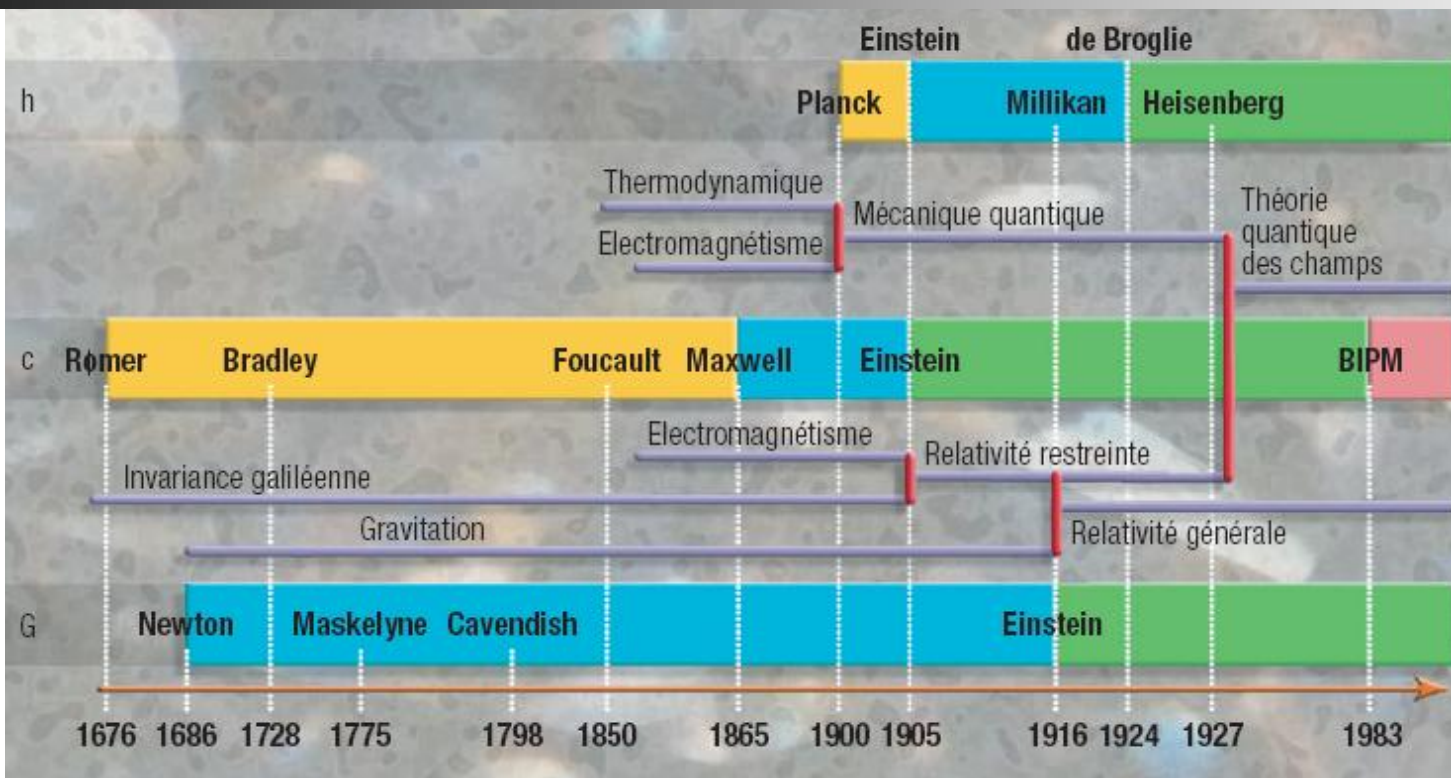 Einstein de Broglie
h Planck Millikan Heisenberg
Thermodynamique
Mécanique quantique
Electromagnétisme
Théorie
quantique
des champs
c Rømer Bradley Foucault Maxwell Einstein BIPM
Electromagnétisme
Relativité restreinte
Invariance galiléenne
Gravitation
Relativité générale
G Newton Maskelyne Cavendish Einstein
1676 1686 1728 1775 1798 1850 1865 1900 1905 1916 1924 1927 1983